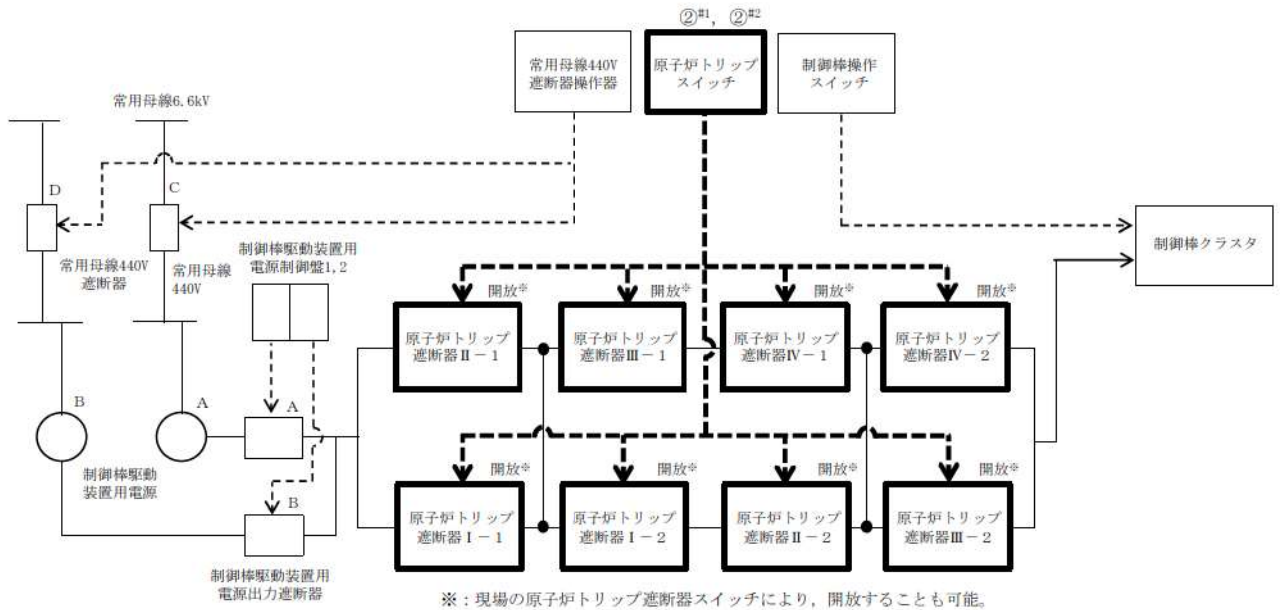 ②#1, ②#2
常用母線440V
遮断器操作器
原子炉トリップ
スイッチ
制御棒操作
スイッチ
常用母線6.6kV
D
C
常用母線440V
遮断器
常用母線
440V
制御棒駆動装置用
電源制御盤1,2
制御棒クラスタ
開放※
開放※
開放※
開放※
原子炉トリップ
遮断器Ⅱ－1
原子炉トリップ
遮断器Ⅲ－1
原子炉トリップ
遮断器Ⅳ－1
原子炉トリップ
遮断器Ⅳ－2
B
A
A
制御棒駆動
装置用電源
B
制御棒駆動装置用
電源出力遮断器
開放※
開放※
開放※
開放※
原子炉トリップ
遮断器Ⅰ－1
原子炉トリップ
遮断器Ⅰ－2
原子炉トリップ
遮断器Ⅱ－2
原子炉トリップ
遮断器Ⅲ－2
※：現場の原子炉トリップ遮断器スイッチにより，開放することも可能。